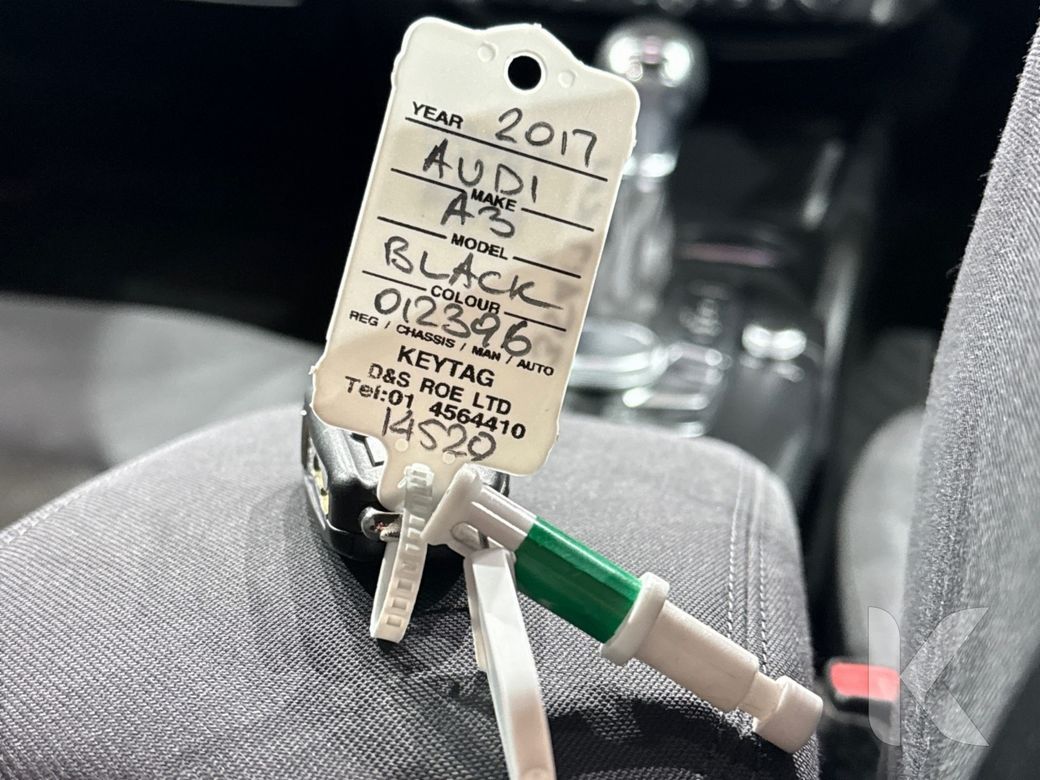 YEAR 2017
AUDI
MAKE
A3
MODEL
BLACK
COLOUR
012396
REG / CHASSIS / MAN / AUTO
KEYTAG
D&S ROE LTD
Tel:01 4564410
14520
K